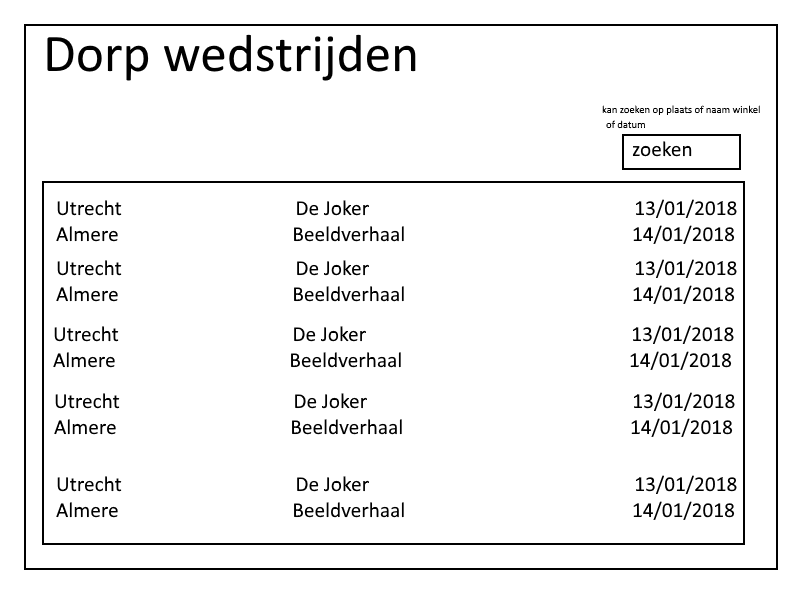 Dorp wedstrijden
kan zoeken op plaats of naam winkel
of datum
zoeken
Utrecht De Joker 13/01/2018
Almere Beeldverhaal 14/01/2018
Utrecht De Joker 13/01/2018
Almere Beeldverhaal 14/01/2018
Utrecht De Joker 13/01/2018
Almere Beeldverhaal 14/01/2018
Utrecht De Joker 13/01/2018
Almere Beeldverhaal 14/01/2018
Utrecht De Joker 13/01/2018
Almere Beeldverhaal 14/01/2018